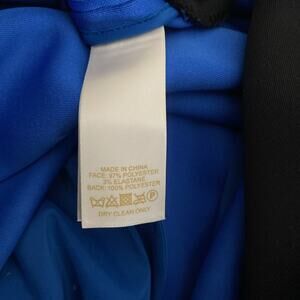 MADE IN CHINA
FACE: 97% POLYESTER
3% ELASTANE
BACK: 100% POLYESTER
P
DRY CLEAN ONLY